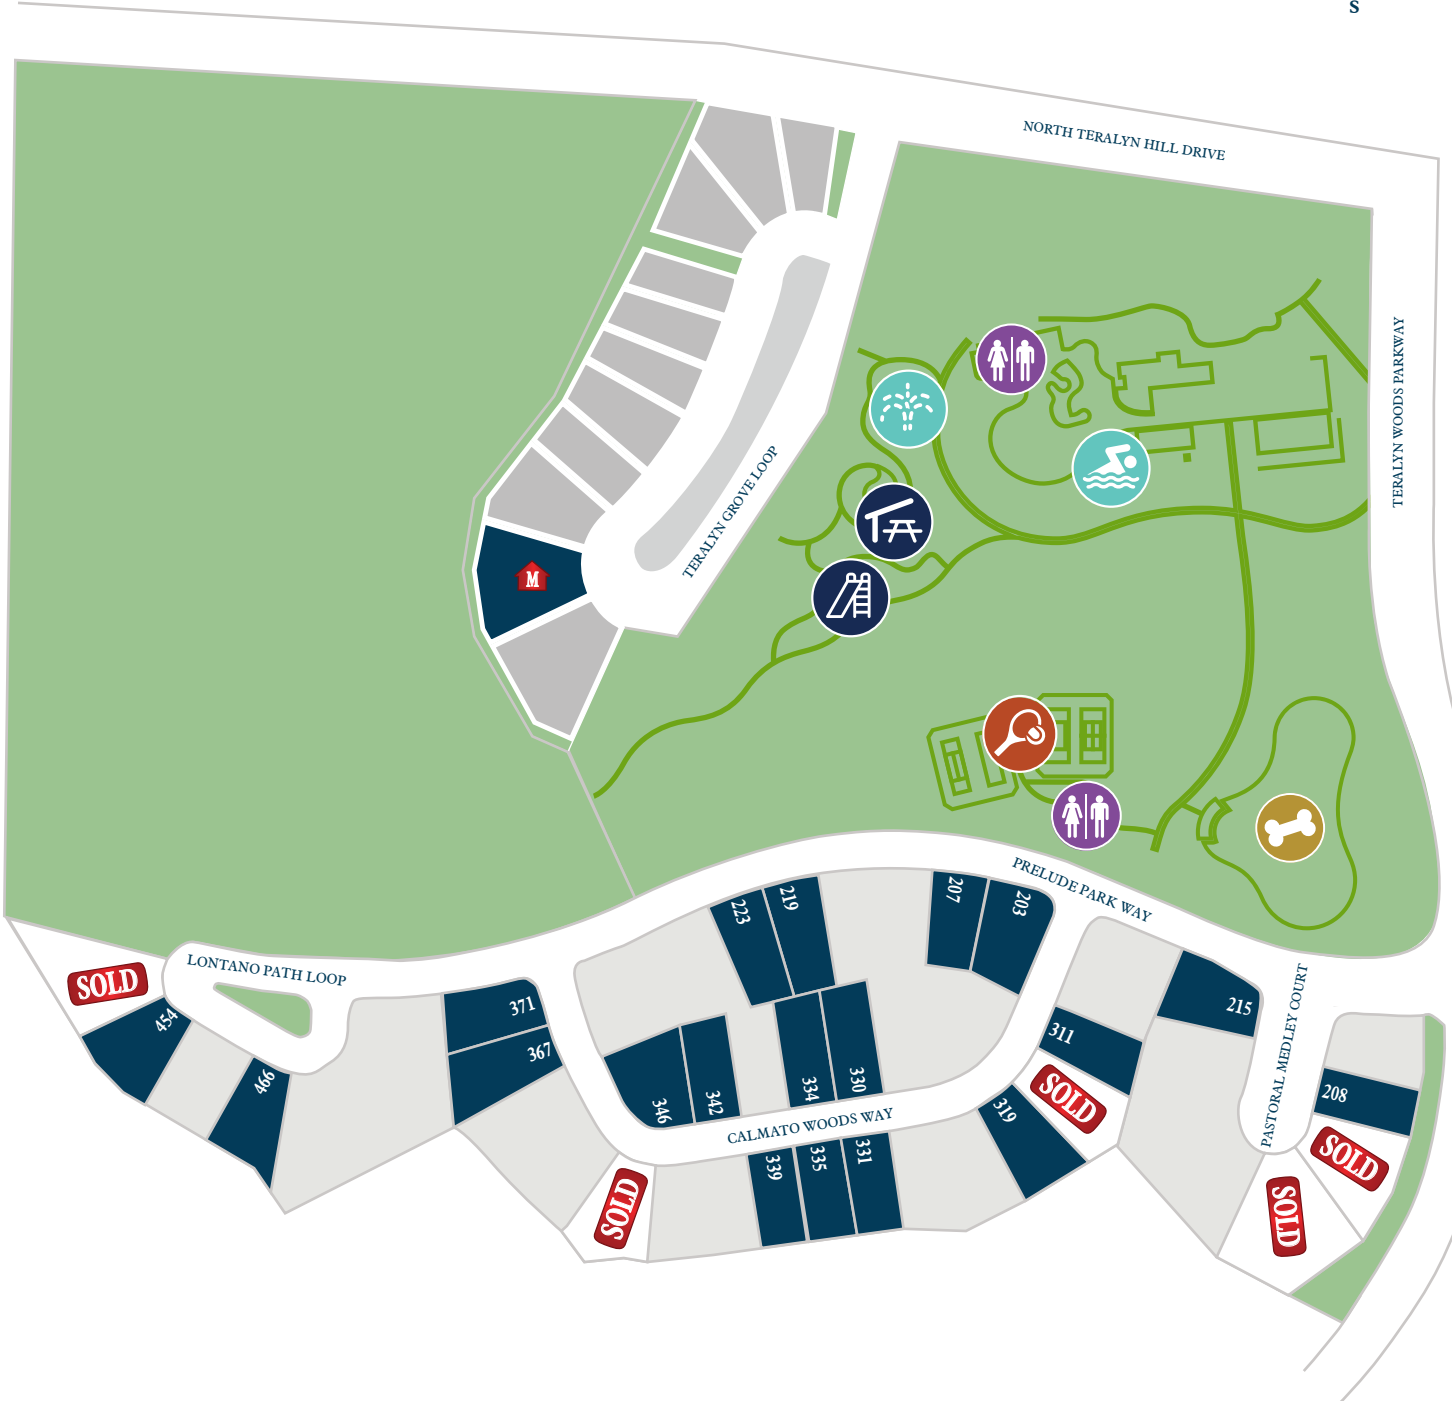 S
NORTH TERALYN HILL DRIVE
TERALYN WOODS PARKWAY
TERALYN GROVE LOOP
M
PRELUDE PARK WAY
207
203
219
223
LONTANO PATH LOOP
SOLD
454
466
371
367
215
PASTORAL MEDLEY COURT
311
SOLD
319
208
SOLD
SOLD
346
342
334
330
CALMATO WOODS WAY
339
335
331
SOLD